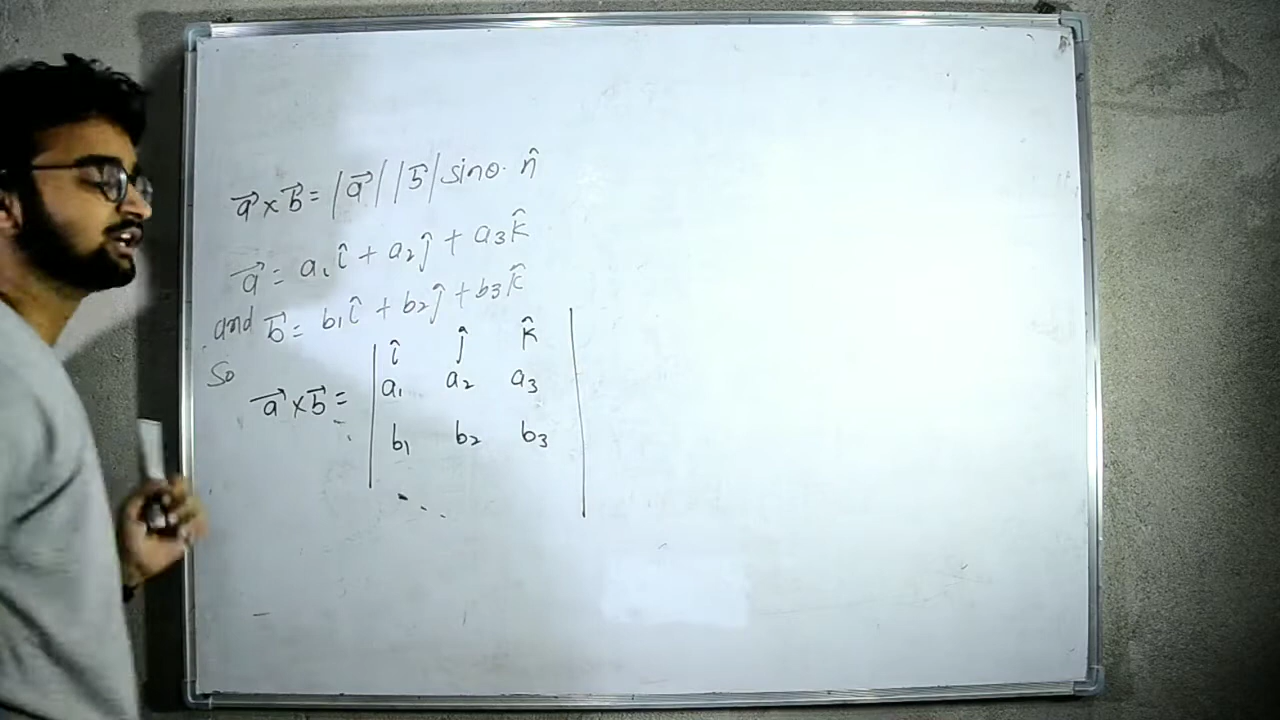 a⃗ × b⃗ = |a⃗| |b⃗| sinθ · n̂
a⃗ = a₁î + a₂ĵ + a₃k̂
and b⃗ = b₁î + b₂ĵ + b₃k̂
So
î ĵ k̂
a⃗ × b⃗ = | a₁ a₂ a₃ |
b₁ b₂ b₃